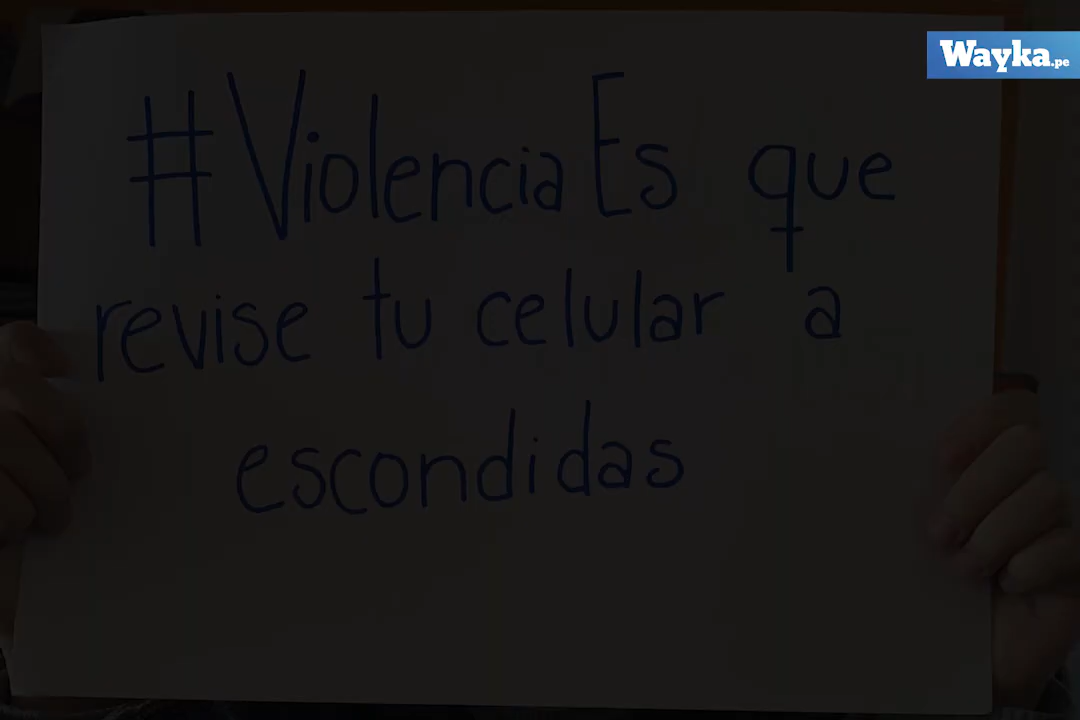 Wayka.pe
#ViolenciaEs que
revise tu celular a
escondidas